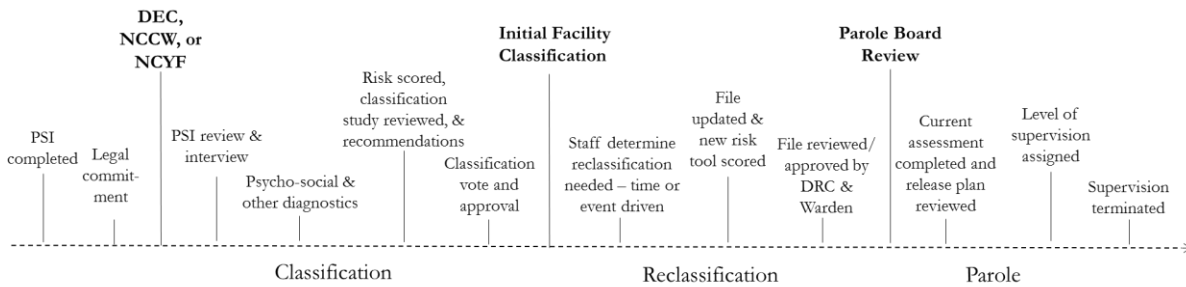 DEC,
NCCW, or
NCYF
Initial Facility
Classification
Parole Board
Review
PSI
completed
Legal
commit-
ment
PSI review &
interview
Psycho-social &
other diagnostics
Risk scored,
classification
study reviewed, &
recommendations
Classification
vote and
approval
Staff determine
reclassification
needed – time or
event driven
File
updated &
new risk
tool scored
File reviewed/
approved by
DRC &
Warden
Current
assessment
completed and
release plan
reviewed
Level of
supervision
assigned
Supervision
terminated
Classification
Reclassification
Parole